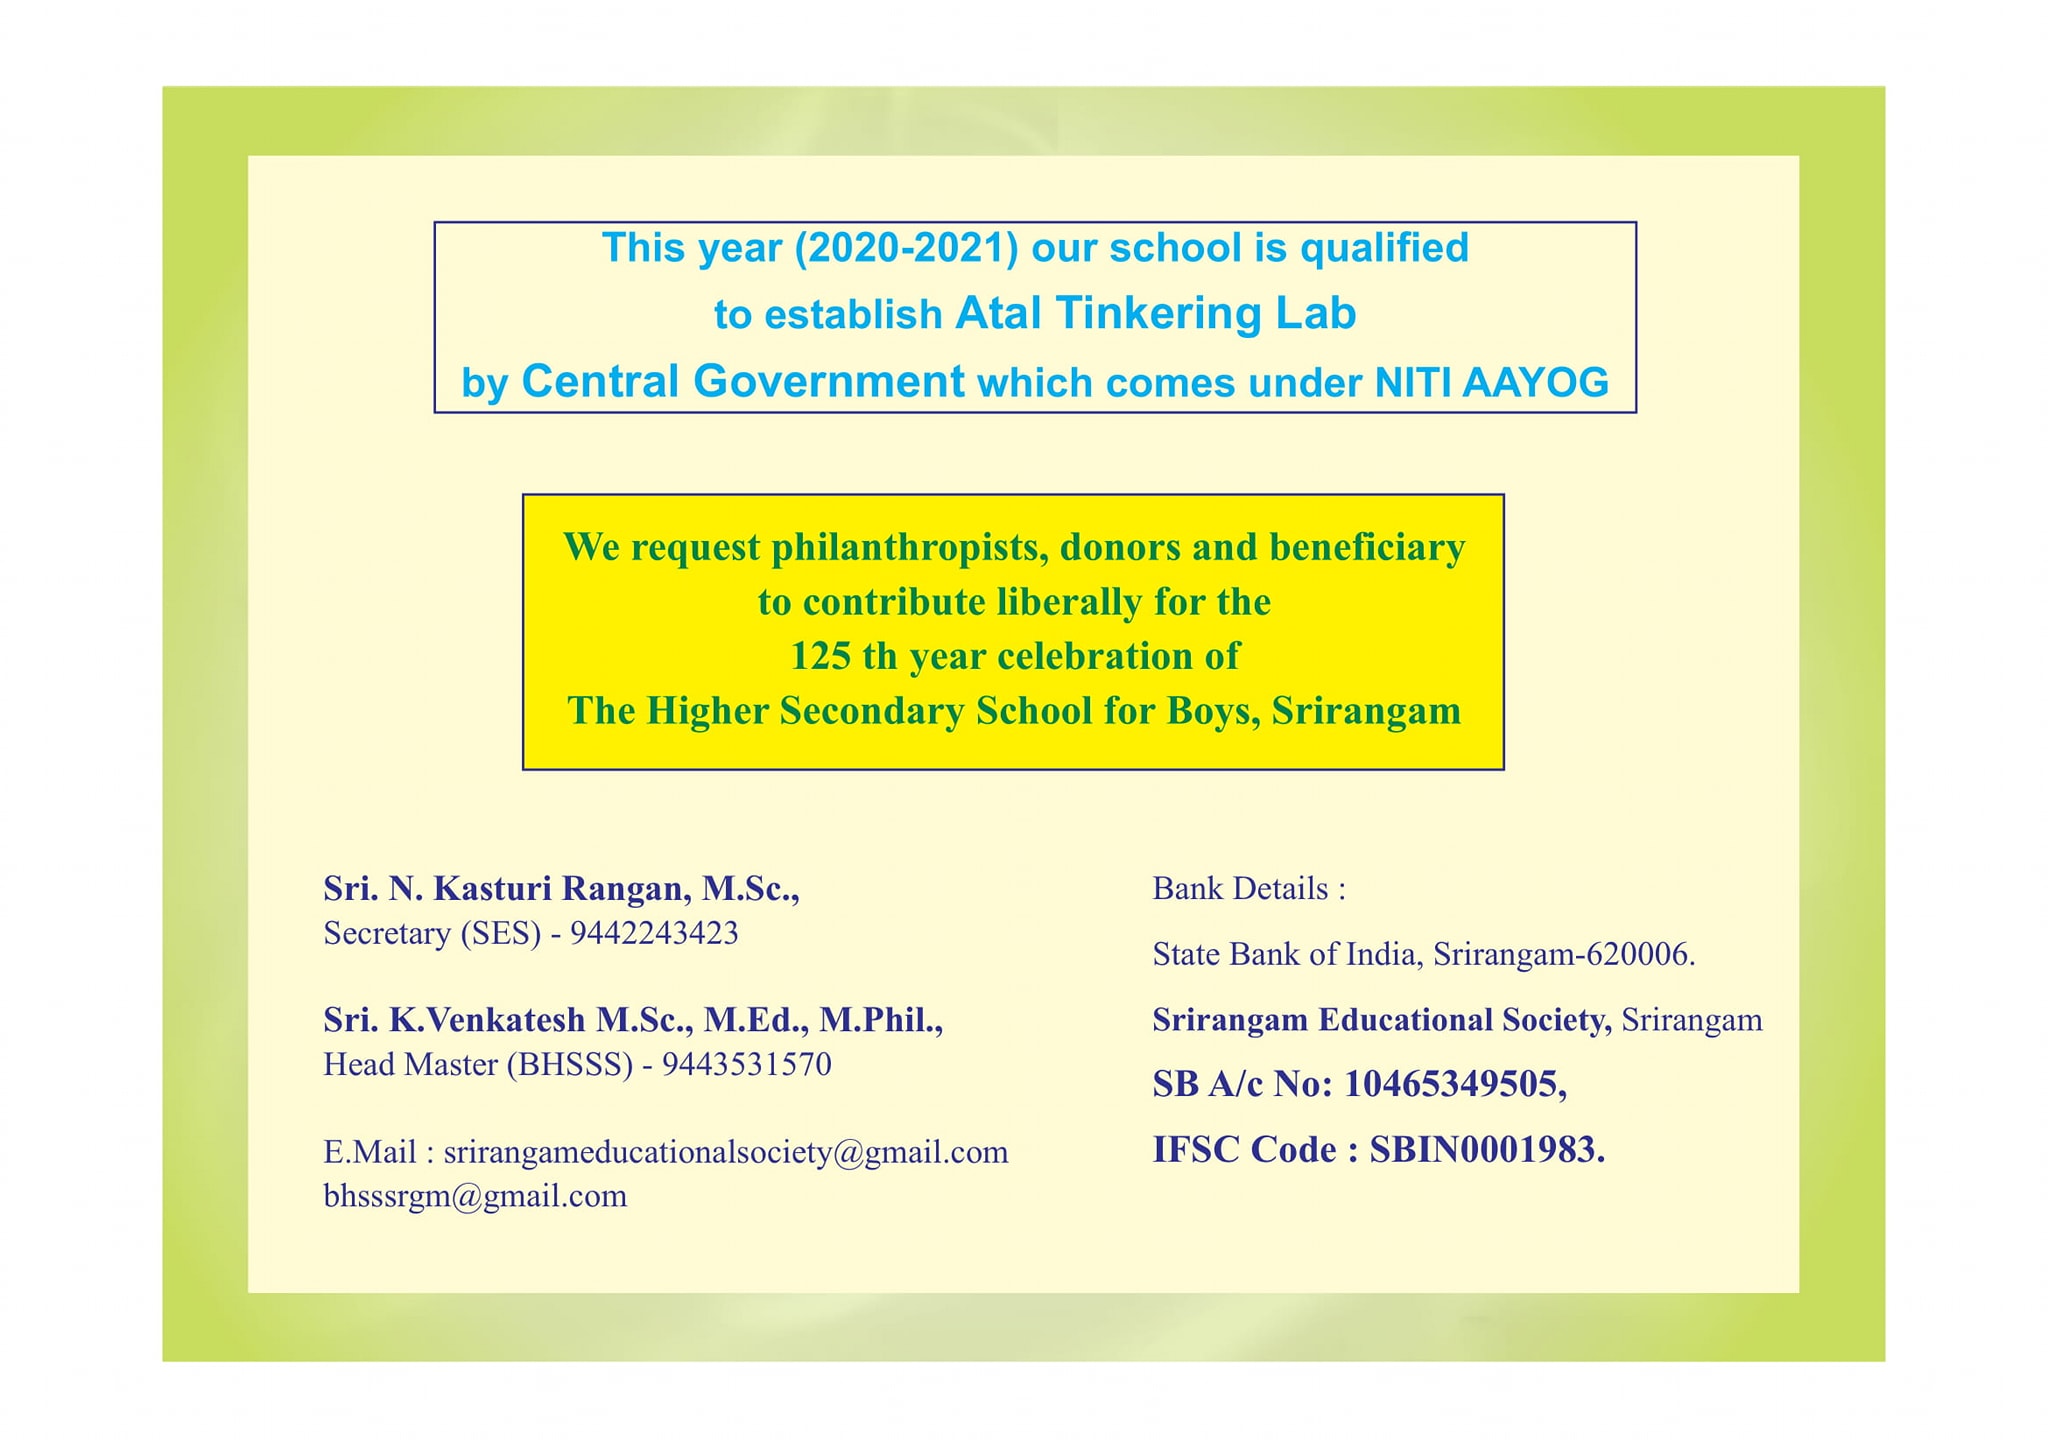 This year (2020-2021) our school is qualified
to establish Atal Tinkering Lab
by Central Government which comes under NITI AAYOG
We request philanthropists, donors and beneficiary
to contribute liberally for the
125 th year celebration of
The Higher Secondary School for Boys, Srirangam
Sri. N. Kasturi Rangan, M.Sc.,
Secretary (SES) - 9442243423
Sri. K.Venkatesh M.Sc., M.Ed., M.Phil.,
Head Master (BHSSS) - 9443531570
E.Mail : srirangameducationalsociety@gmail.com
bhsssrgm@gmail.com
Bank Details :
State Bank of India, Srirangam-620006.
Srirangam Educational Society, Srirangam
SB A/c No: 10465349505,
IFSC Code : SBIN0001983.